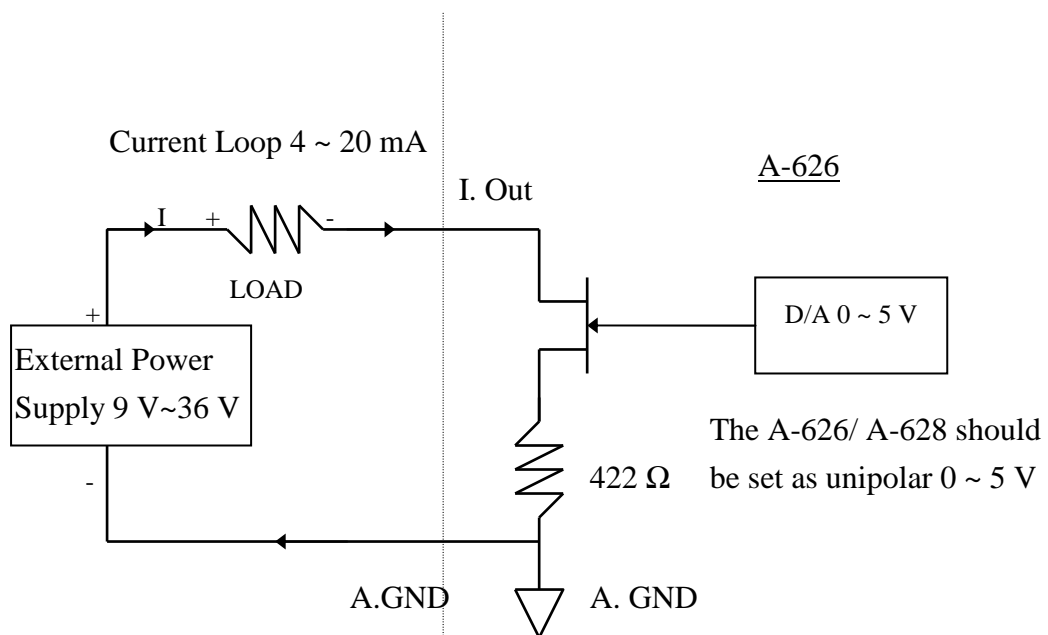 Current Loop 4 ~ 20 mA
A-626
I. Out
I
+
-
LOAD
+
External Power
Supply 9 V~36 V
-
D/A 0 ~ 5 V
422 Ω
The A-626/ A-628 should
be set as unipolar 0 ~ 5 V
A.GND
A. GND